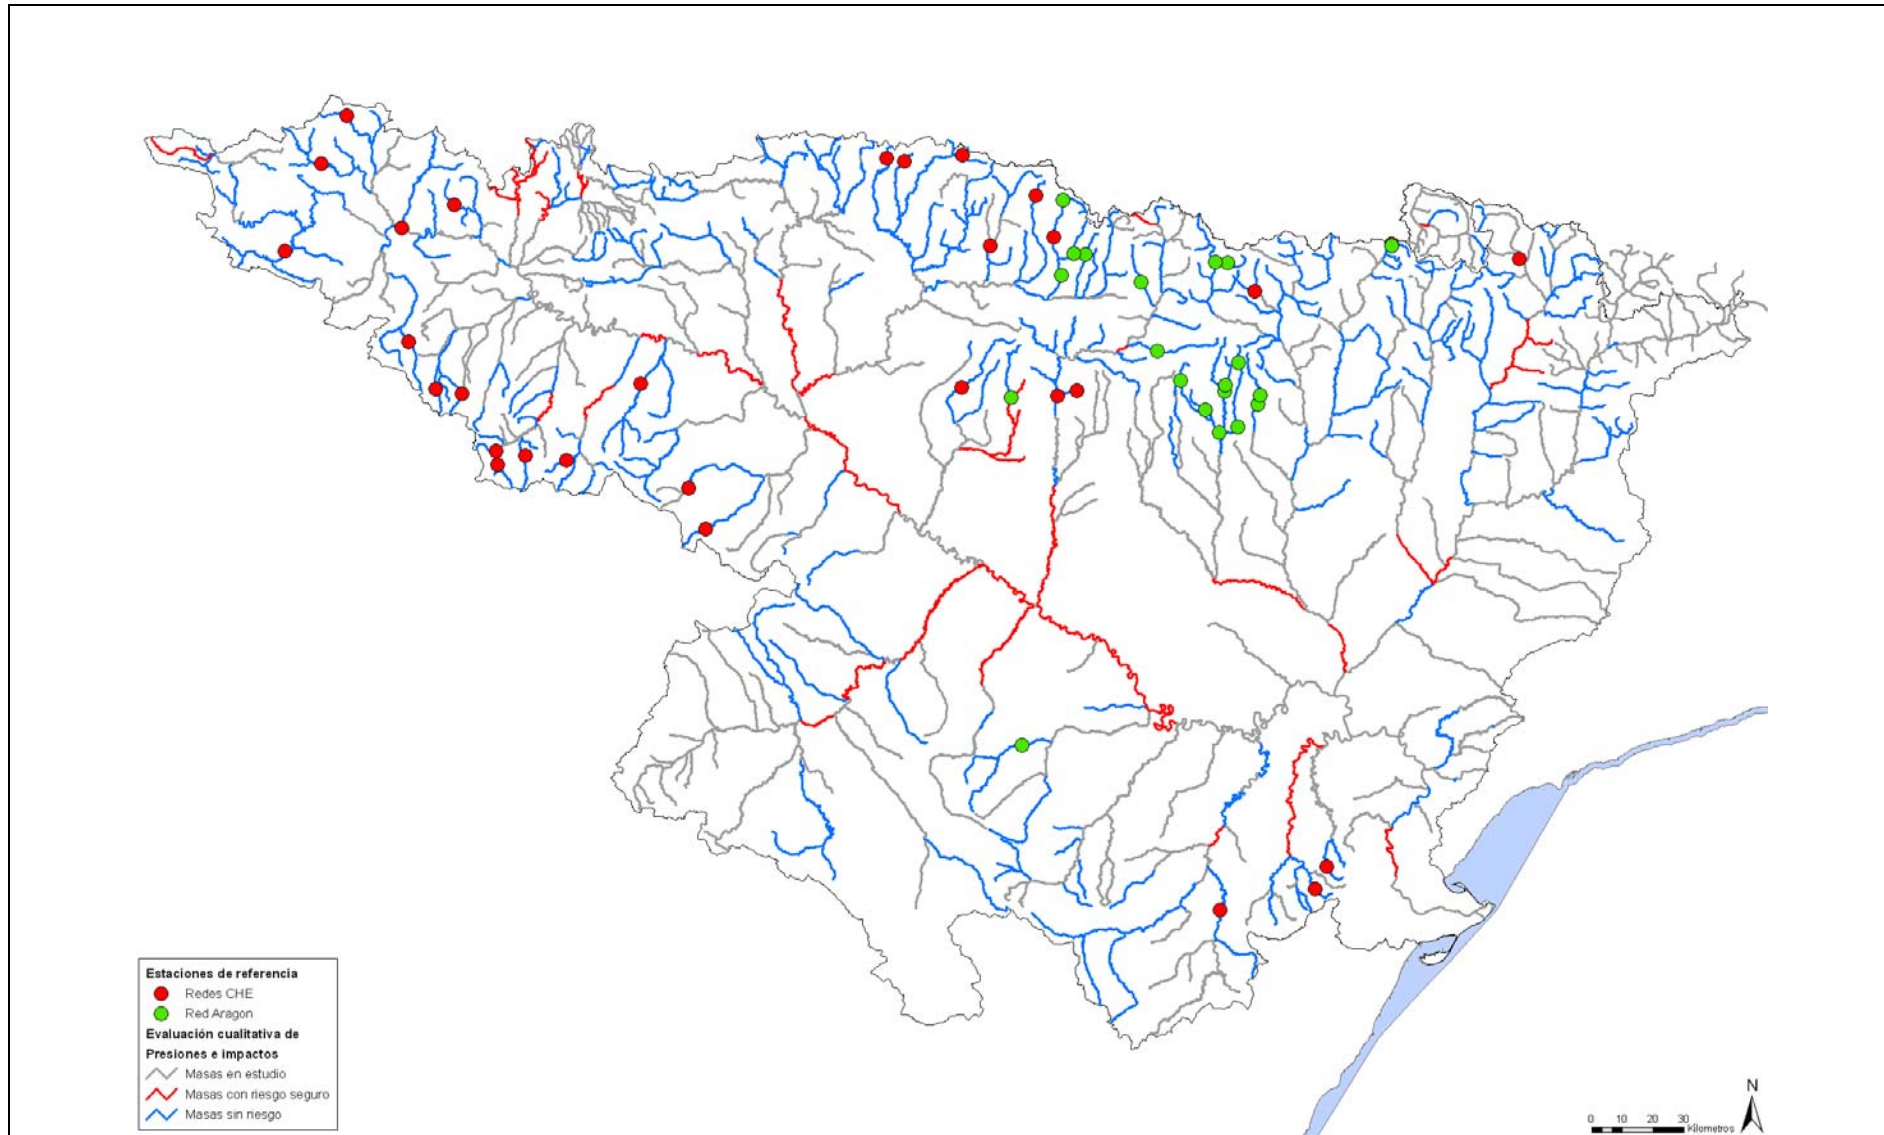 Estaciones de referencia
Redes CHE
Red Aragon
Evaluación cualitativa de
Presiones e impactos
Masas en estudio
Masas con riesgo seguro
Masas sin riesgo
N
0 10 20 30
Kilometros